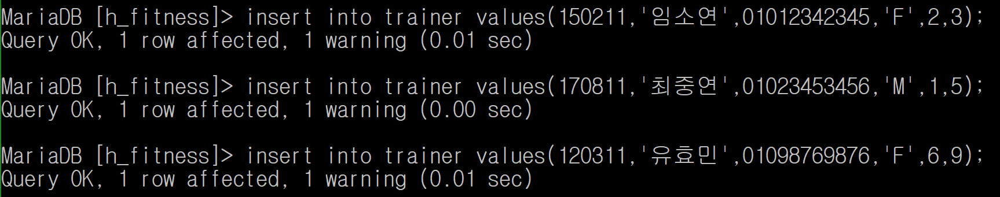 MariaDB [h_fitness]> insert into trainer values(150211,'임소연',01012342345,'F',2,3);
Query OK, 1 row affected, 1 warning (0.01 sec)
MariaDB [h_fitness]> insert into trainer values(170811,'최중연',01023453456,'M',1,5);
Query OK, 1 row affected, 1 warning (0.00 sec)
MariaDB [h_fitness]> insert into trainer values(120311,'유효민',01098769876,'F',6,9);
Query OK, 1 row affected, 1 warning (0.01 sec)